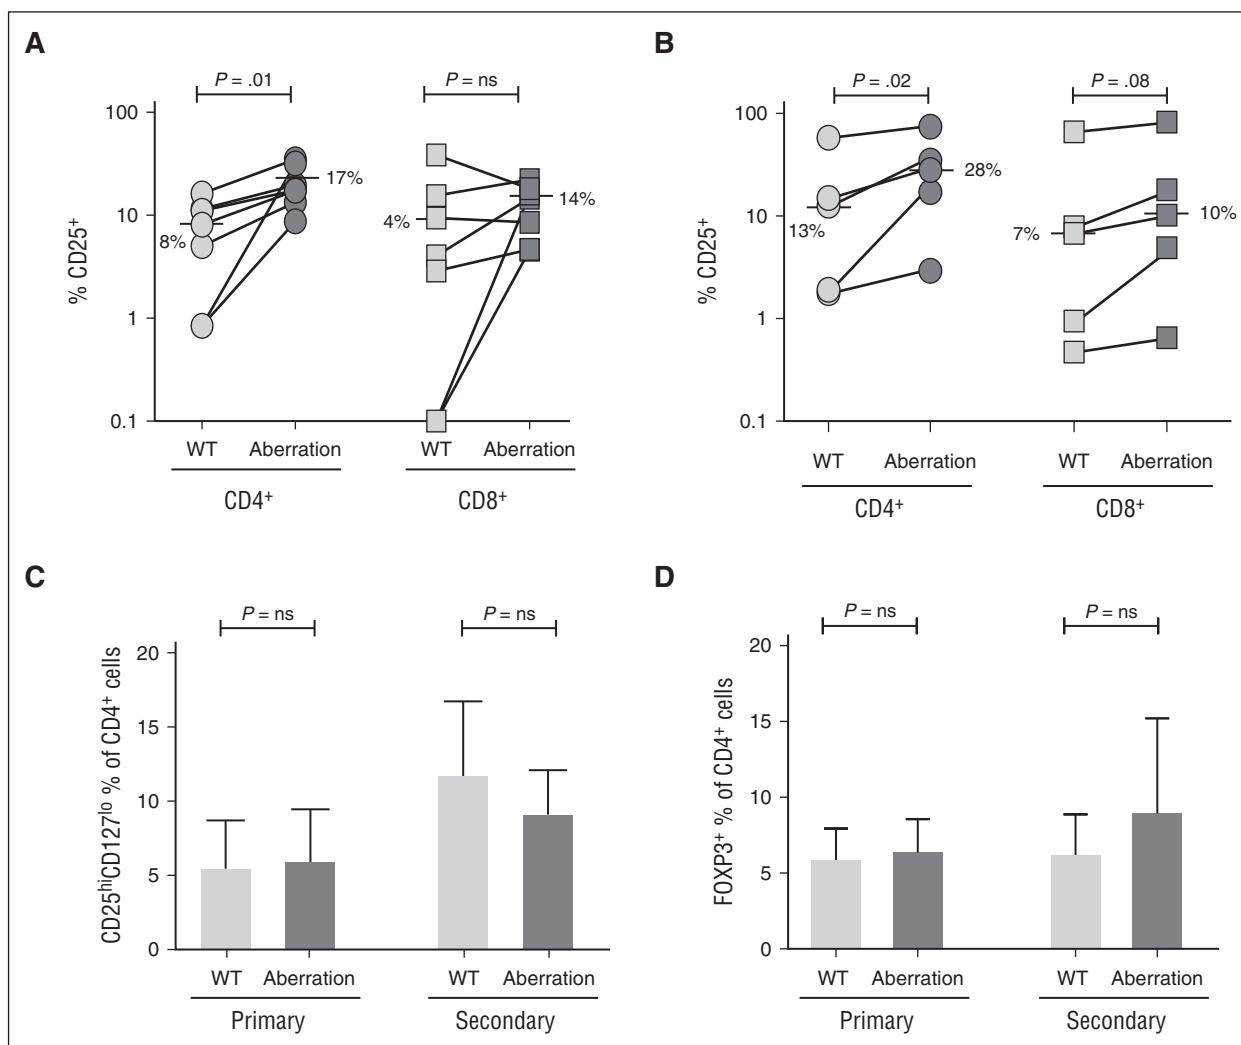 A
P = .01
P = ns
% CD25⁺
100
10
1
0.1
8%
17%
4%
14%
WT
Aberration
WT
Aberration
CD4⁺
CD8⁺
B
P = .02
P = .08
% CD25⁺
100
10
1
0.1
13%
28%
7%
10%
WT
Aberration
WT
Aberration
CD4⁺
CD8⁺
C
P = ns
P = ns
CD25ʰⁱCD127ˡᵒ % of CD4⁺ cells
20
15
10
5
0
WT
Aberration
WT
Aberration
Primary
Secondary
D
P = ns
P = ns
FOXP3⁺ % of CD4⁺ cells
20
15
10
5
0
WT
Aberration
WT
Aberration
Primary
Secondary